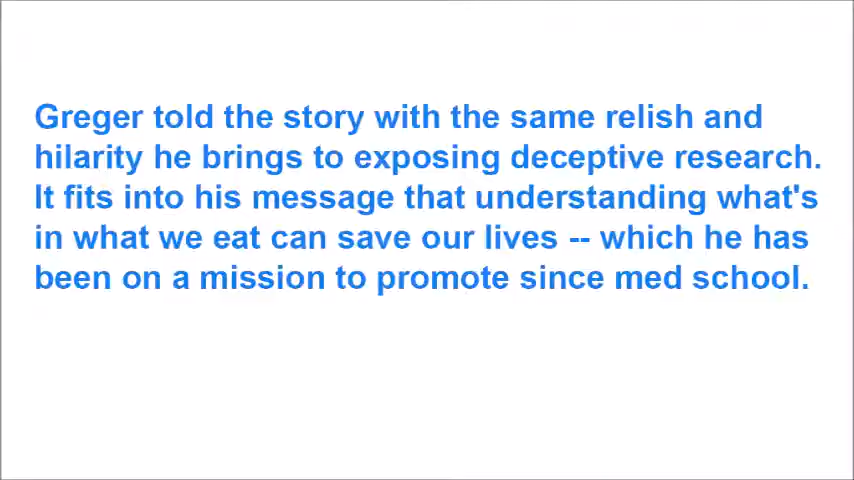 Greger told the story with the same relish and
hilarity he brings to exposing deceptive research.
It fits into his message that understanding what's
in what we eat can save our lives -- which he has
been on a mission to promote since med school.